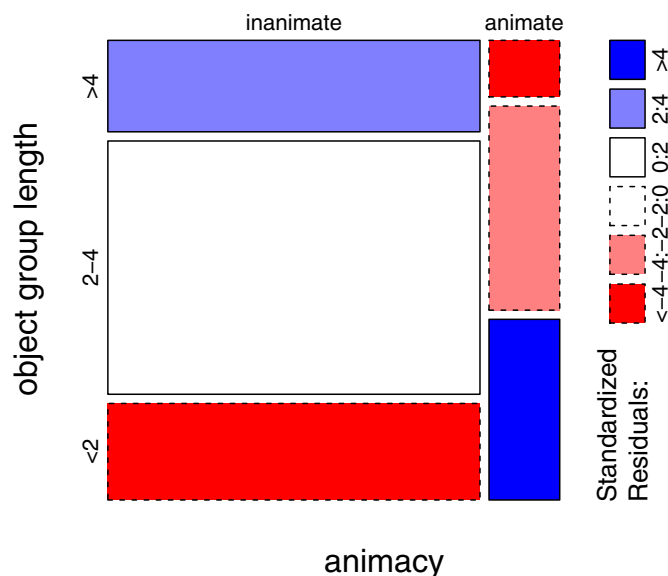 inanimate
animate
object group length
>4
2−4
<2
animacy
Standardized
Residuals:
<−4
−4:−2
−2:0
0:2
2:4
>4